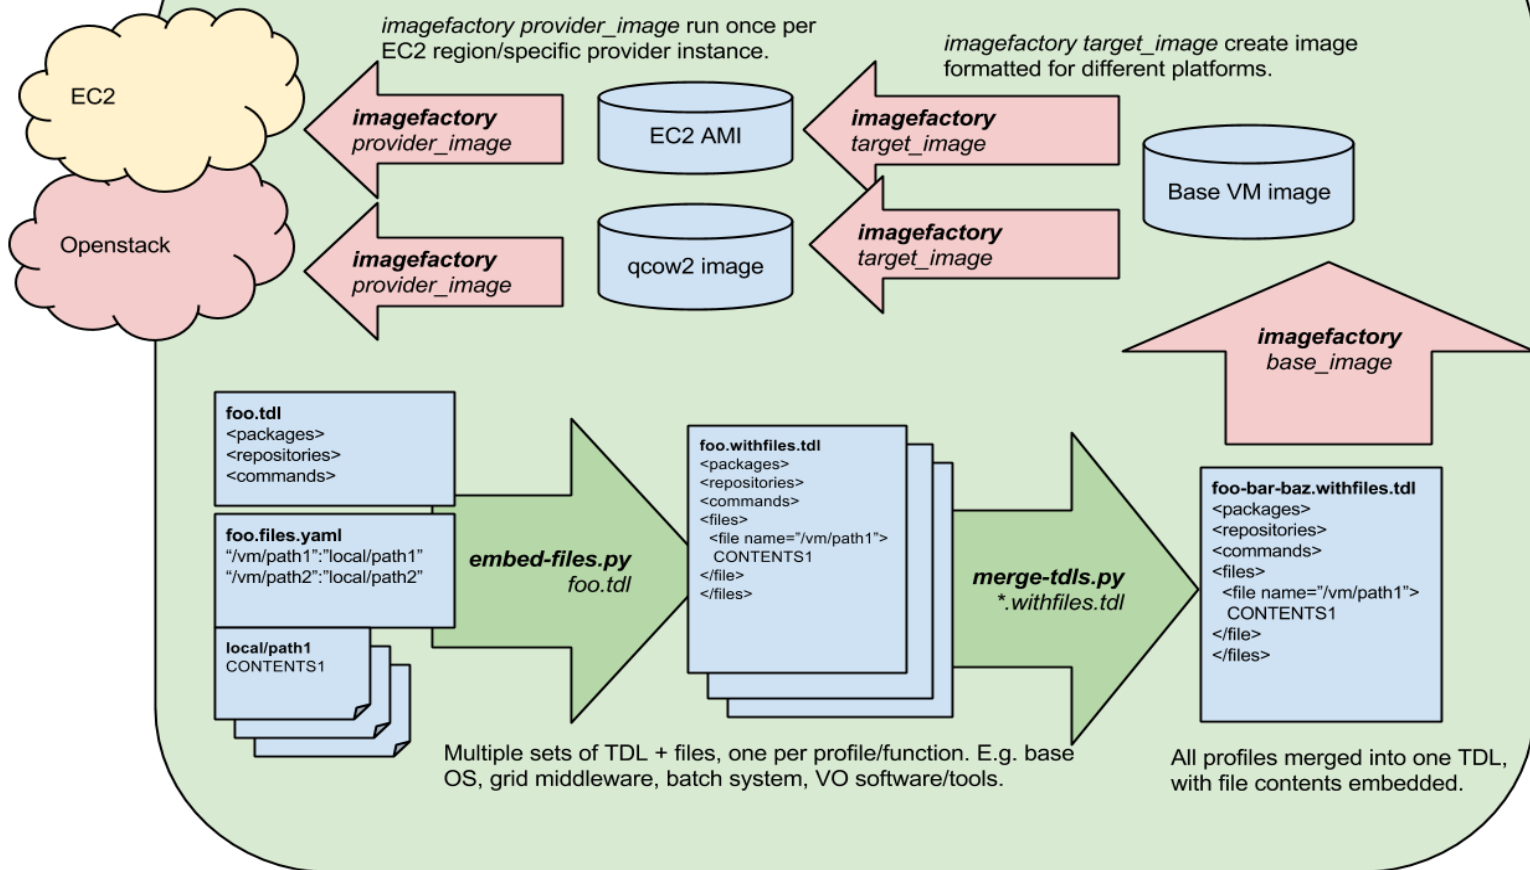 imagefactory provider_image run once per
EC2 region/specific provider instance.
imagefactory target_image create image
formatted for different platforms.
EC2
imagefactory
provider_image
EC2 AMI
imagefactory
target_image
Base VM image
Openstack
imagefactory
provider_image
qcow2 image
imagefactory
target_image
imagefactory
base_image
foo.tdl
<packages>
<repositories>
<commands>
foo.files.yaml
“/vm/path1”:”local/path1”
“/vm/path2”:”local/path2”
local/path1
CONTENTS1
embed-files.py
foo.tdl
foo.withfiles.tdl
<packages>
<repositories>
<commands>
<files>
<file name=”/vm/path1”>
CONTENTS1
</file>
</files>
merge-tdls.py
*.withfiles.tdl
foo-bar-baz.withfiles.tdl
<packages>
<repositories>
<commands>
<files>
<file name=”/vm/path1”>
CONTENTS1
</file>
</files>
Multiple sets of TDL + files, one per profile/function. E.g. base
OS, grid middleware, batch system, VO software/tools.
All profiles merged into one TDL,
with file contents embedded.